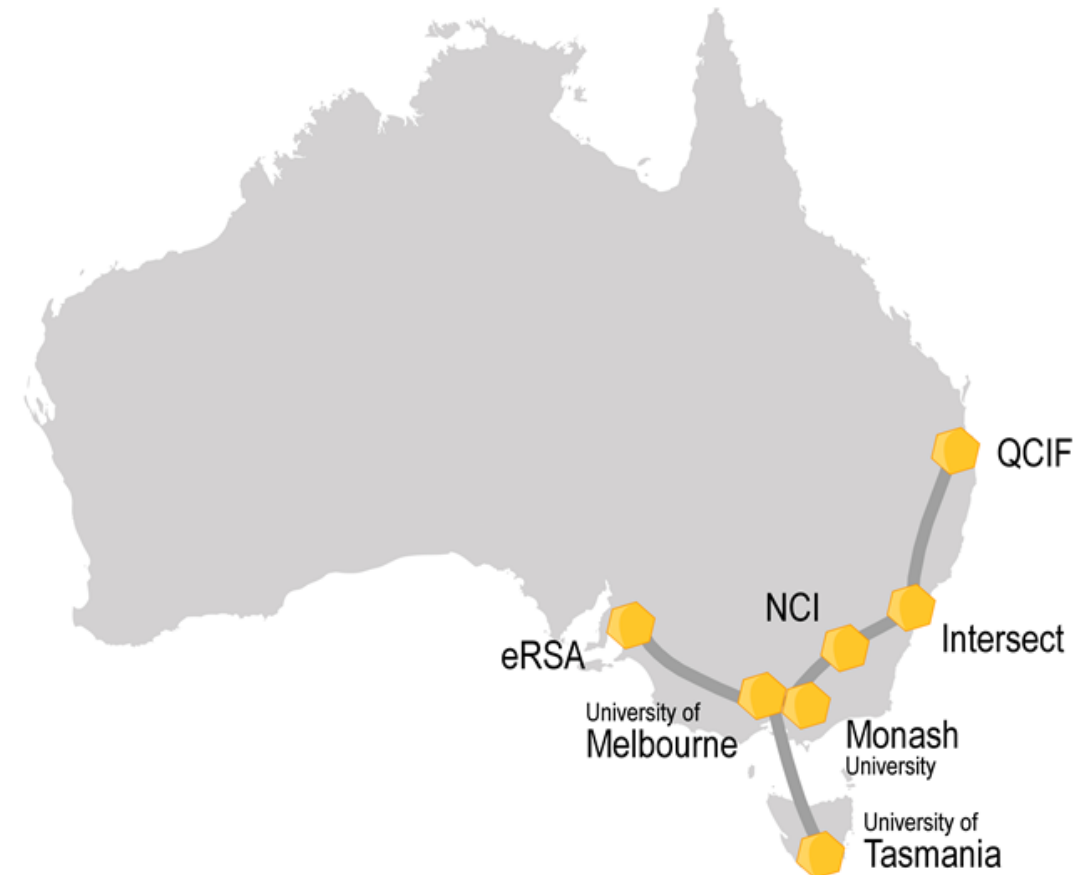 QCIF
NCI
Intersect
eRSA
University of
Melbourne
Monash
University
University of
Tasmania